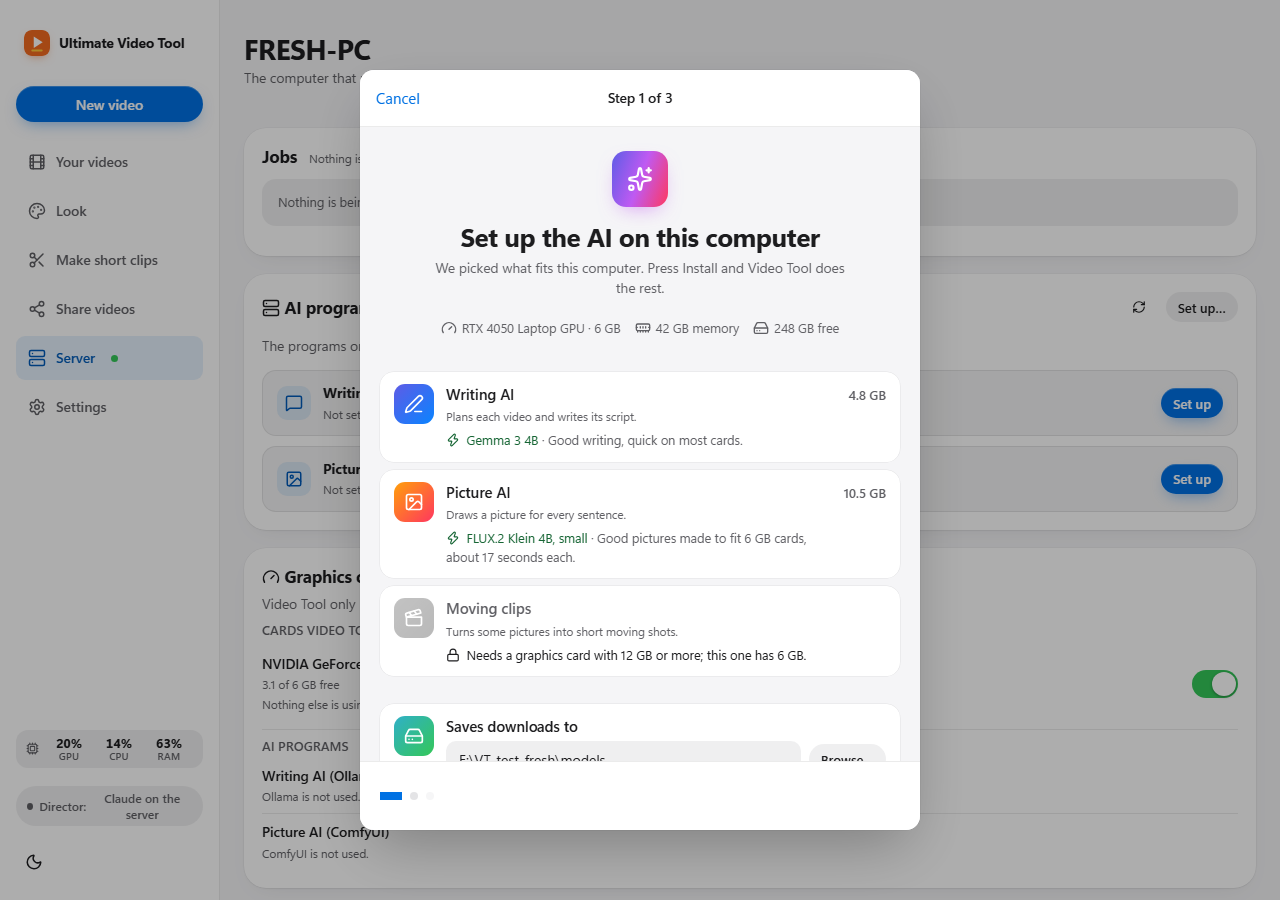 Ultimate Video Tool
New video
Your videos
Look
Make short clips
Share videos
Server
Settings
20% 14% 63%
GPU CPU RAM
Director: Claude on the
server
FRESH-PC
The computer that
Jobs Nothing is
Nothing is bein
AI progra
Set up...
The programs
Not set
Set up
Not set
Set up
Graphics
Video Tool only
CARDS VIDEO
NVIDIA GeForce
3.1 of 6 GB free
Nothing else is
AI PROGRAMS
Writing AI
Ollama is not used.
Picture AI (ComfyUI)
ComfyUI is not used.
Cancel
Step 1 of 3
Set up the AI on this computer
We picked what fits this computer. Press Install and Video Tool does
the rest.
RTX 4050 Laptop GPU · 6 GB 42 GB memory 248 GB free
Writing AI 4.8 GB
Plans each video and writes its script.
Gemma 3 4B · Good writing, quick on most cards.
Picture AI 10.5 GB
Draws a picture for every sentence.
FLUX.2 Klein 4B, small · Good pictures made to fit 6 GB cards,
about 17 seconds each.
Moving clips
Turns some pictures into short moving shots.
Needs a graphics card with 12 GB or more; this one has 6 GB.
Saves downloads to
F:\VT_test_fresh\models
Browse...